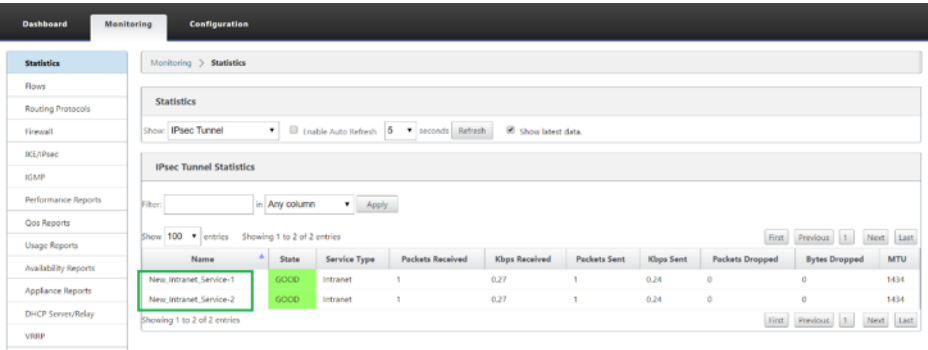 Dashboard Monitoring Configuration
Statistics
Flows
Routing Protocols
Firewall
IKE/IPsec
IGMP
Performance Reports
Qos Reports
Usage Reports
Availability Reports
Appliance Reports
DHCP Server/Relay
VRRP
Monitoring > Statistics
Statistics
Show: IPsec Tunnel Enable Auto Refresh 5 seconds Refresh Show latest data.
IPsec Tunnel Statistics
Filter: in Any column Apply
Show 100 entries Showing 1 to 2 of 2 entries First Previous 1 Next Last
Name State Service Type Packets Received Kbps Received Packets Sent Kbps Sent Packets Dropped Bytes Dropped MTU
New_Intranet_Service-1 GOOD Intranet 1 0.27 1 0.24 0 0 1434
New_Intranet_Service-2 GOOD Intranet 1 0.27 1 0.24 0 0 1434
Showing 1 to 2 of 2 entries First Previous 1 Next Last